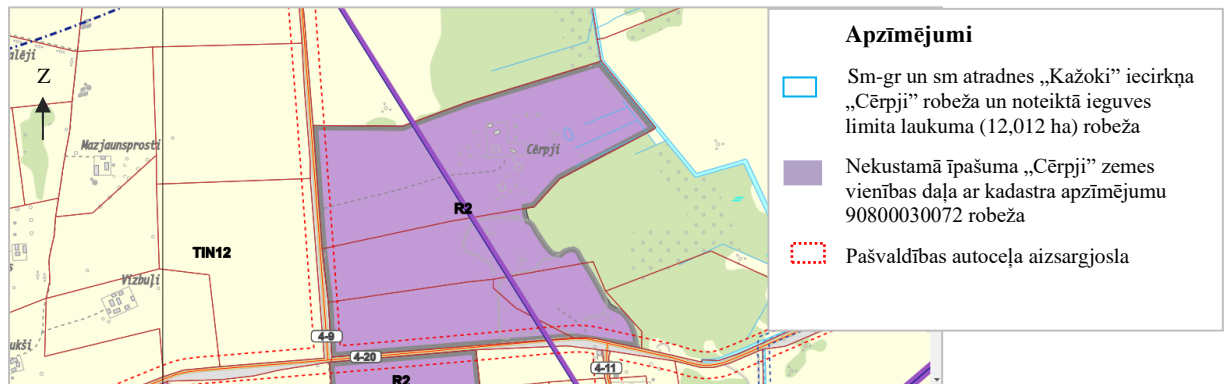 alēji
Z
Mazjaunsprosti
Cērpji
R2
TIN12
Vizbuļi
ukši
4-9
4-20
4-11
R2
Apzīmējumi
Sm-gr un sm atradnes „Kažoki” iecirkņa
„Cērpji” robeža un noteiktā ieguves
limita laukuma (12,012 ha) robeža
Nekustamā īpašuma „Cērpji” zemes
vienības daļa ar kadastra apzīmējumu
90800030072 robeža
Pašvaldības autoceļa aizsargjosla